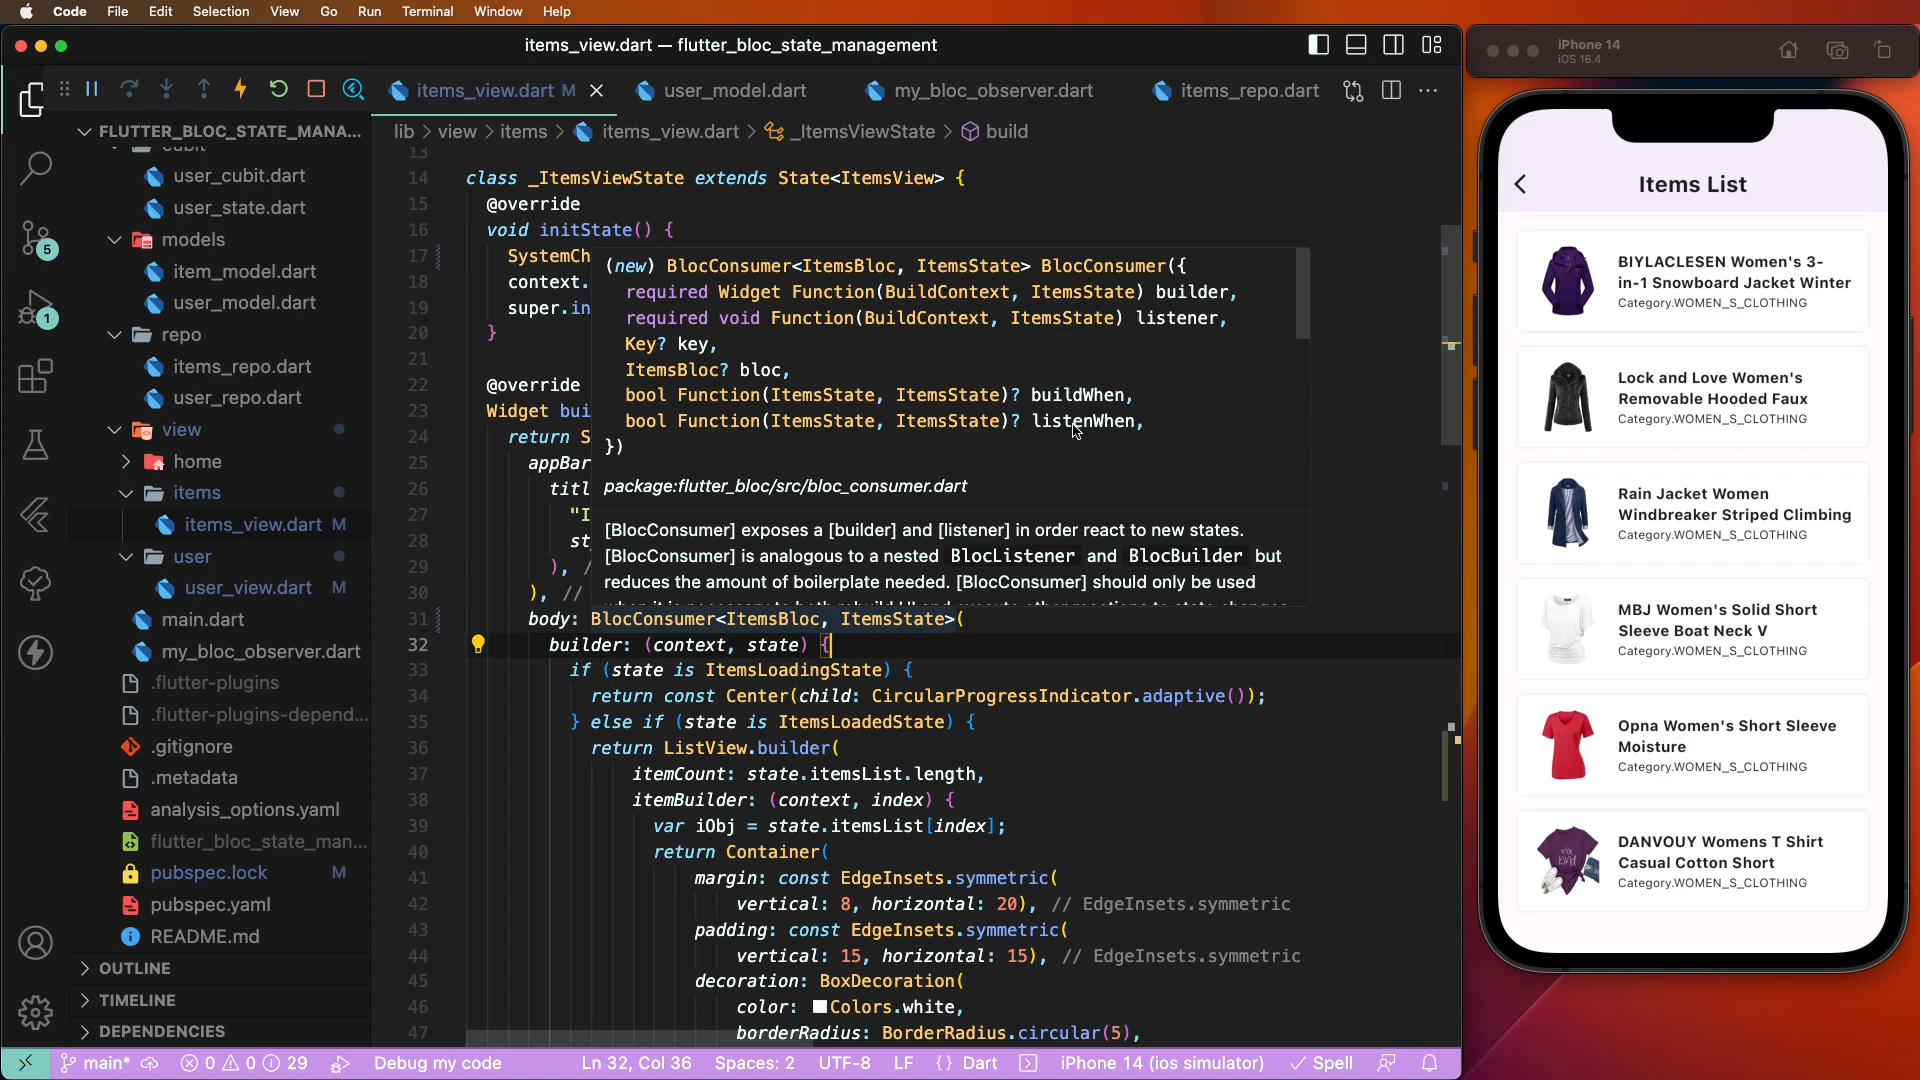 Code File Edit Selection View Go Run Terminal Window Help
items_view.dart — flutter_bloc_state_management
items_view.dart M
user_model.dart
my_bloc_observer.dart
items_repo.dart
lib > view > items > items_view.dart > _ItemsViewState > build
FLUTTER_BLOC_STATE_MANA...
cubit
user_cubit.dart
user_state.dart
models
item_model.dart
user_model.dart
repo
items_repo.dart
user_repo.dart
view
home
items
items_view.dart M
user
user_view.dart M
main.dart
my_bloc_observer.dart
.flutter-plugins
.flutter-plugins-depend...
.gitignore
.metadata
analysis_options.yaml
flutter_bloc_state_man...
pubspec.lock M
pubspec.yaml
README.md
OUTLINE
TIMELINE
DEPENDENCIES
5
1
13
14 class _ItemsViewState extends State<ItemsView> {
15 @override
16 void initState() {
17 SystemCh
18 context.
19 super.in
20 }
21
22 @override
23 Widget bui
24 return S
25 appBar
26 titl
27 "I
28 st
29 ), /
30 ), //
(new) BlocConsumer<ItemsBloc, ItemsState> BlocConsumer({
required Widget Function(BuildContext, ItemsState) builder,
required void Function(BuildContext, ItemsState) listener,
Key? key,
ItemsBloc? bloc,
bool Function(ItemsState, ItemsState)? buildWhen,
bool Function(ItemsState, ItemsState)? listenWhen,
})
package:flutter_bloc/src/bloc_consumer.dart
[BlocConsumer] exposes a [builder] and [listener] in order react to new states.
[BlocConsumer] is analogous to a nested BlocListener and BlocBuilder but
reduces the amount of boilerplate needed. [BlocConsumer] should only be used
31 body: BlocConsumer<ItemsBloc, ItemsState>(
32 builder: (context, state) {
33 if (state is ItemsLoadingState) {
34 return const Center(child: CircularProgressIndicator.adaptive());
35 } else if (state is ItemsLoadedState) {
36 return ListView.builder(
37 itemCount: state.itemsList.length,
38 itemBuilder: (context, index) {
39 var iObj = state.itemsList[index];
40 return Container(
41 margin: const EdgeInsets.symmetric(
42 vertical: 8, horizontal: 20), // EdgeInsets.symmetric
43 padding: const EdgeInsets.symmetric(
44 vertical: 15, horizontal: 15), // EdgeInsets.symmetric
45 decoration: BoxDecoration(
46 color: Colors.white,
47 borderRadius: BorderRadius.circular(5),
main* 0 0 29 Debug my code Ln 32, Col 36 Spaces: 2 UTF-8 LF {} Dart iPhone 14 (ios simulator) Spell
iPhone 14
iOS 16.4
Items List
BIYLACLESEN Women's 3-
in-1 Snowboard Jacket Winter
Category.WOMEN_S_CLOTHING
Lock and Love Women's
Removable Hooded Faux
Category.WOMEN_S_CLOTHING
Rain Jacket Women
Windbreaker Striped Climbing
Category.WOMEN_S_CLOTHING
MBJ Women's Solid Short
Sleeve Boat Neck V
Category.WOMEN_S_CLOTHING
Opna Women's Short Sleeve
Moisture
Category.WOMEN_S_CLOTHING
DANVOUY Womens T Shirt
Casual Cotton Short
Category.WOMEN_S_CLOTHING